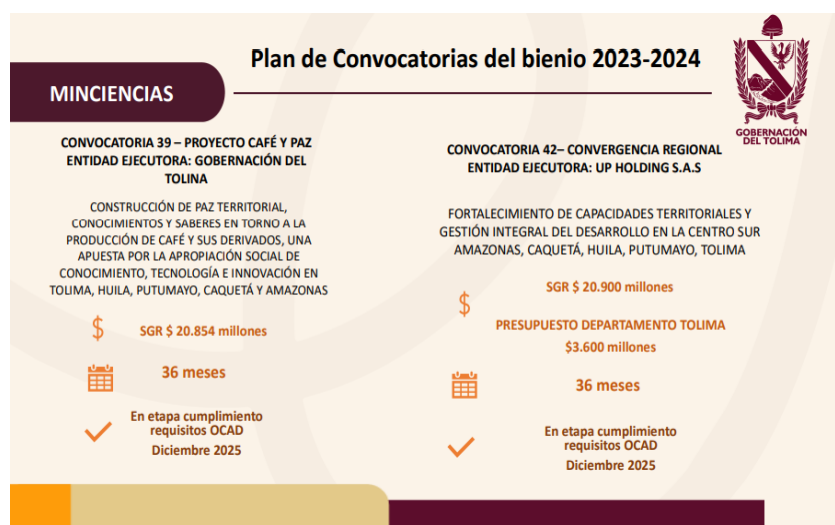 Plan de Convocatorias del bienio 2023-2024
MINCIENCIAS
GOBERNACIÓN
DEL TOLIMA
CONVOCATORIA 39 – PROYECTO CAFÉ Y PAZ
ENTIDAD EJECUTORA: GOBERNACIÓN DEL
TOLINA
CONSTRUCCIÓN DE PAZ TERRITORIAL,
CONOCIMIENTOS Y SABERES EN TORNO A LA
PRODUCCIÓN DE CAFÉ Y SUS DERIVADOS, UNA
APUESTA POR LA APROPIACIÓN SOCIAL DE
CONOCIMIENTO, TECNOLOGÍA E INNOVACIÓN EN
TOLIMA, HUILA, PUTUMAYO, CAQUETÁ Y AMAZONAS
$
SGR $ 20.854 millones
36 meses
En etapa cumplimiento
requisitos OCAD
Diciembre 2025
CONVOCATORIA 42– CONVERGENCIA REGIONAL
ENTIDAD EJECUTORA: UP HOLDING S.A.S
FORTALECIMIENTO DE CAPACIDADES TERRITORIALES Y
GESTIÓN INTEGRAL DEL DESARROLLO EN LA CENTRO SUR
AMAZONAS, CAQUETÁ, HUILA, PUTUMAYO, TOLIMA
$
SGR $ 20.900 millones
PRESUPUESTO DEPARTAMENTO TOLIMA
$3.600 millones
36 meses
En etapa cumplimiento
requisitos OCAD
Diciembre 2025